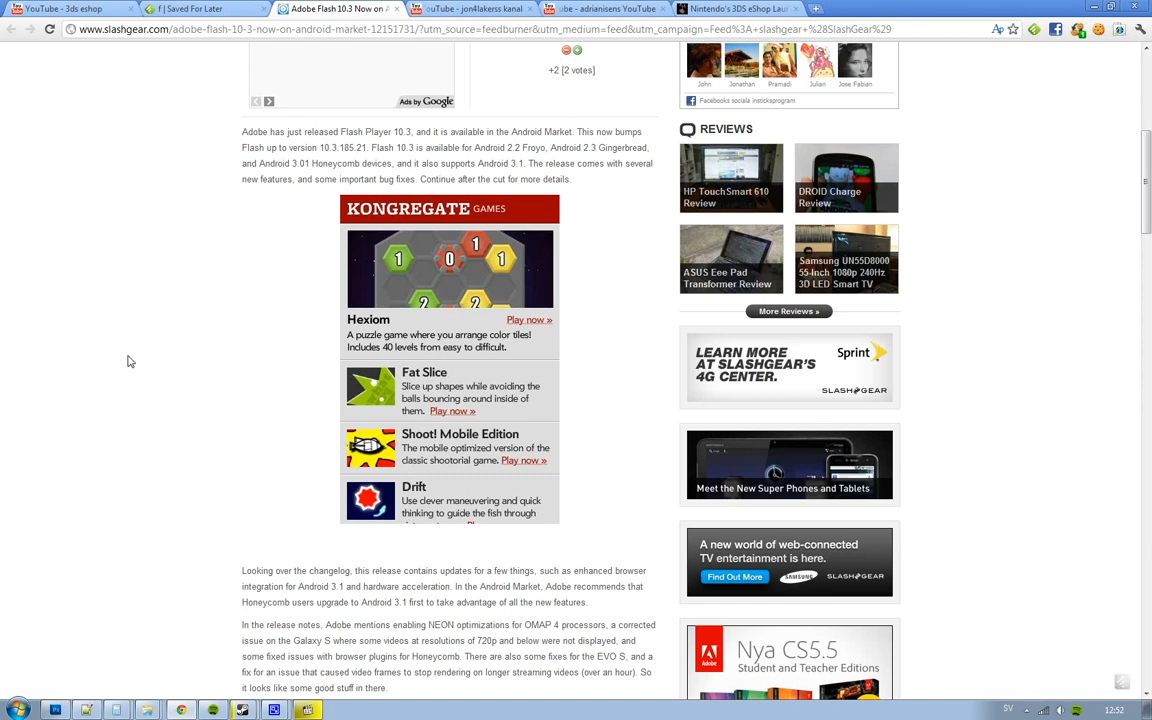 YouTube - 3ds eshop
f | Saved For Later
Adobe Flash 10.3 Now on A
ouTube - jon4lakerss kanal
ube - adrianisens YouTube
Nintendo's 3DS eShop Lau
www.slashgear.com/adobe-flash-10-3-now-on-android-market-12151731/?utm_source=feedburner&utm_medium=feed&utm_campaign=Feed%3A+slashgear+%28SlashGear%29
+2 [2 votes]
Ads by Google
John
Jonathan
Pramadi
Julian
Jose Fabian
Facebooks sociala insticksprogram
Adobe has just released Flash Player 10.3, and it is available in the Android Market. This now bumps
Flash up to version 10.3.185.21. Flash 10.3 is available for Android 2.2 Froyo, Android 2.3 Gingerbread,
and Android 3.01 Honeycomb devices, and it also supports Android 3.1. The release comes with several
new features, and some important bug fixes. Continue after the cut for more details.
KONGREGATE GAMES
1
0
1
1
2
2
Hexiom
Play now »
A puzzle game where you arrange color tiles!
Includes 40 levels from easy to difficult.
Fat Slice
Slice up shapes while avoiding the
balls bouncing around inside of
them. Play now »
Shoot! Mobile Edition
The mobile optimized version of the
classic shootorial game. Play now »
Drift
Use clever maneuvering and quick
thinking to guide the fish through
Looking over the changelog, this release contains updates for a few things, such as enhanced browser
integration for Android 3.1 and hardware acceleration. In the Android Market, Adobe recommends that
Honeycomb users upgrade to Android 3.1 first to take advantage of all the new features.
In the release notes, Adobe mentions enabling NEON optimizations for OMAP 4 processors, a corrected
issue on the Galaxy S where some videos at resolutions of 720p and below were not displayed, and
some fixed issues with browser plugins for Honeycomb. There are also some fixes for the EVO S, and a
fix for an issue that caused video frames to stop rendering on longer streaming videos (over an hour). So
it looks like some good stuff in there.
REVIEWS
HP TouchSmart 610
Review
DROID Charge
Review
ASUS Eee Pad
Transformer Review
Samsung UN55D8000
55-Inch 1080p 240Hz
3D LED Smart TV
More Reviews »
LEARN MORE
AT SLASHGEAR'S
4G CENTER.
Sprint
SLASHGEAR
Meet the New Super Phones and Tablets
A new world of web-connected
TV entertainment is here.
Find Out More
SAMSUNG
SLASHGEAR
Adobe
Nya CS5.5
Student and Teacher Editions
SV
12:52